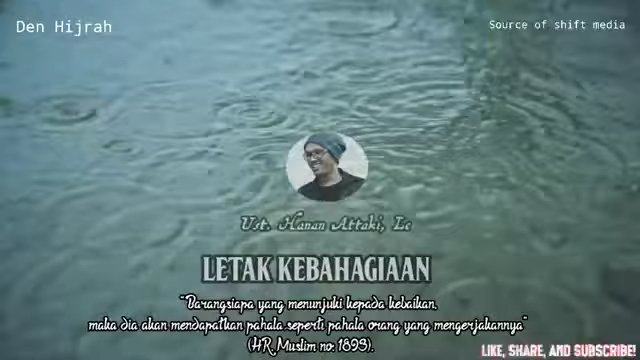 Den Hijrah
Source of shift media
Ust. Hanan Attaki, Lc
LETAK KEBAHAGIAAN
"Barangsiapa yang menunjuki kepada kebaikan,
maka dia akan mendapatkan pahala seperti pahala orang yang mengerjakannya"
(HR. Muslim no. 1893).
LIKE, SHARE, AND SUBSCRIBE!